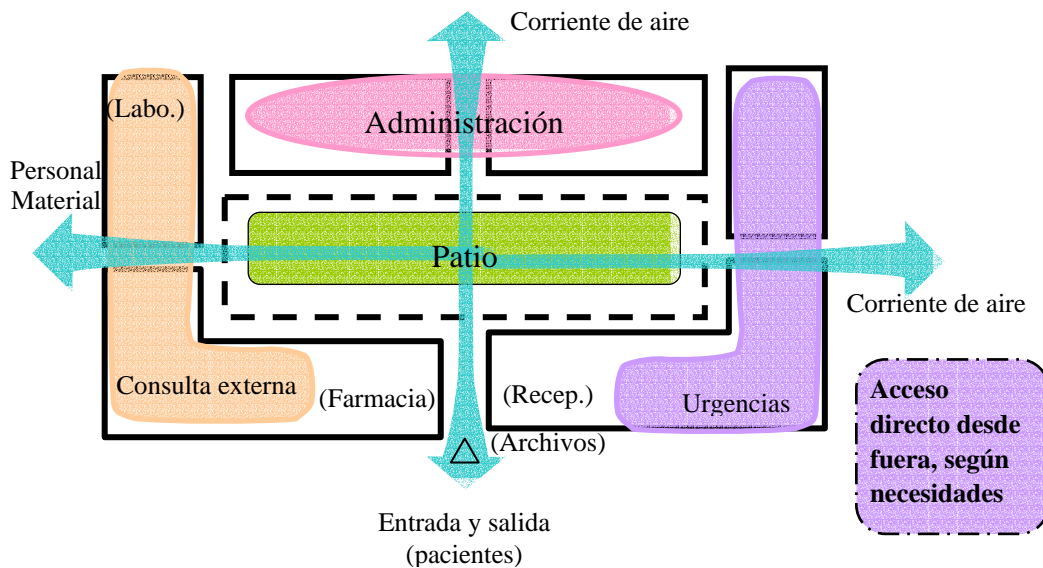 Corriente de aire
(Labo.)
Administración
Personal
Material
Patio
Corriente de aire
Consulta externa
(Farmacia)
(Recep.)
Urgencias
(Archivos)
Acceso
directo desde
fuera, según
necesidades
Entrada y salida
(pacientes)